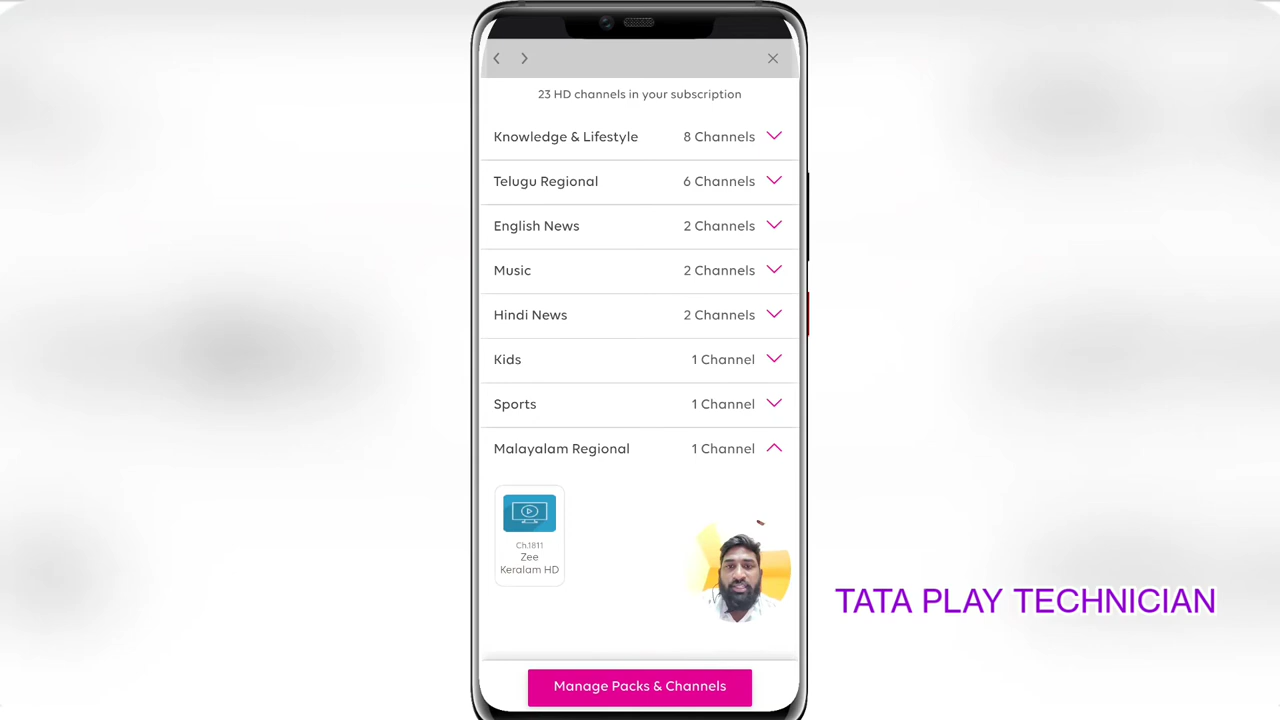 23 HD channels in your subscription
Knowledge & Lifestyle 8 Channels
Telugu Regional 6 Channels
English News 2 Channels
Music 2 Channels
Hindi News 2 Channels
Kids 1 Channel
Sports 1 Channel
Malayalam Regional 1 Channel
Ch.1811
Zee
Keralam HD
TATA PLAY TECHNICIAN
Manage Packs & Channels